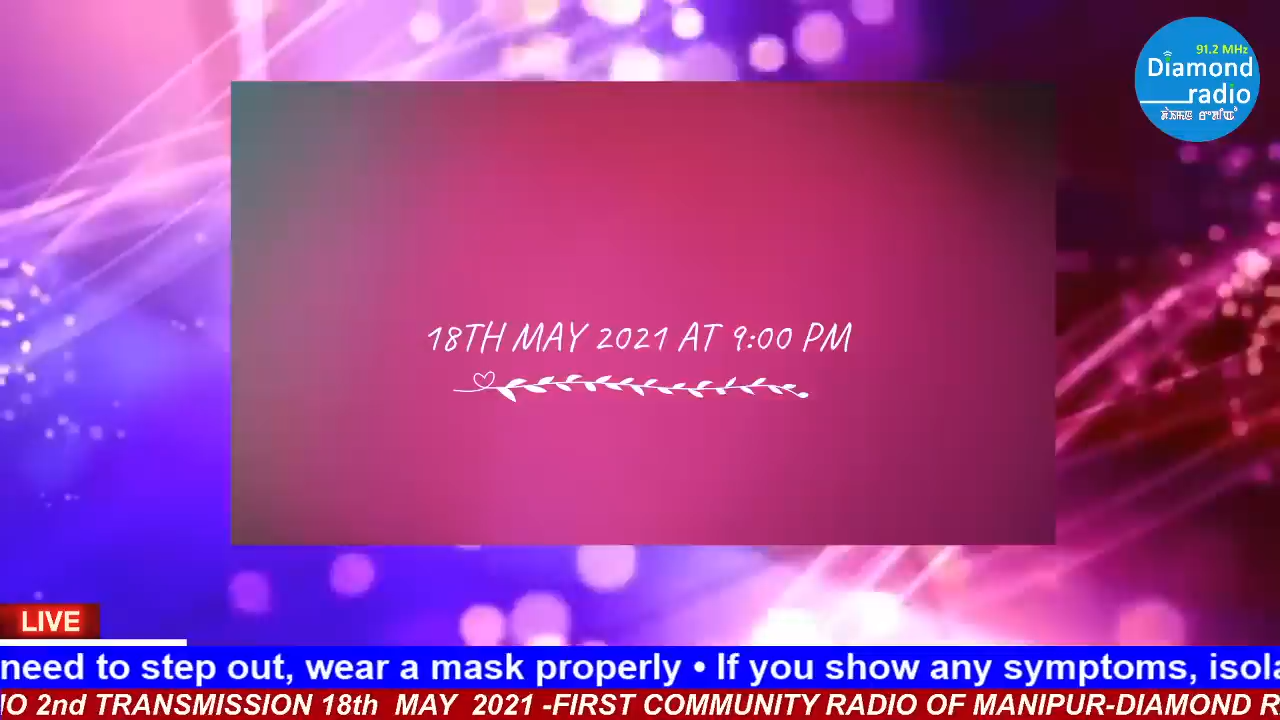 91.2 MHz
Diamond
radio
18TH MAY 2021 AT 9:00 PM
LIVE
need to step out, wear a mask properly • If you show any symptoms, isola
IO 2nd TRANSMISSION 18th MAY 2021 -FIRST COMMUNITY RADIO OF MANIPUR-DIAMOND R